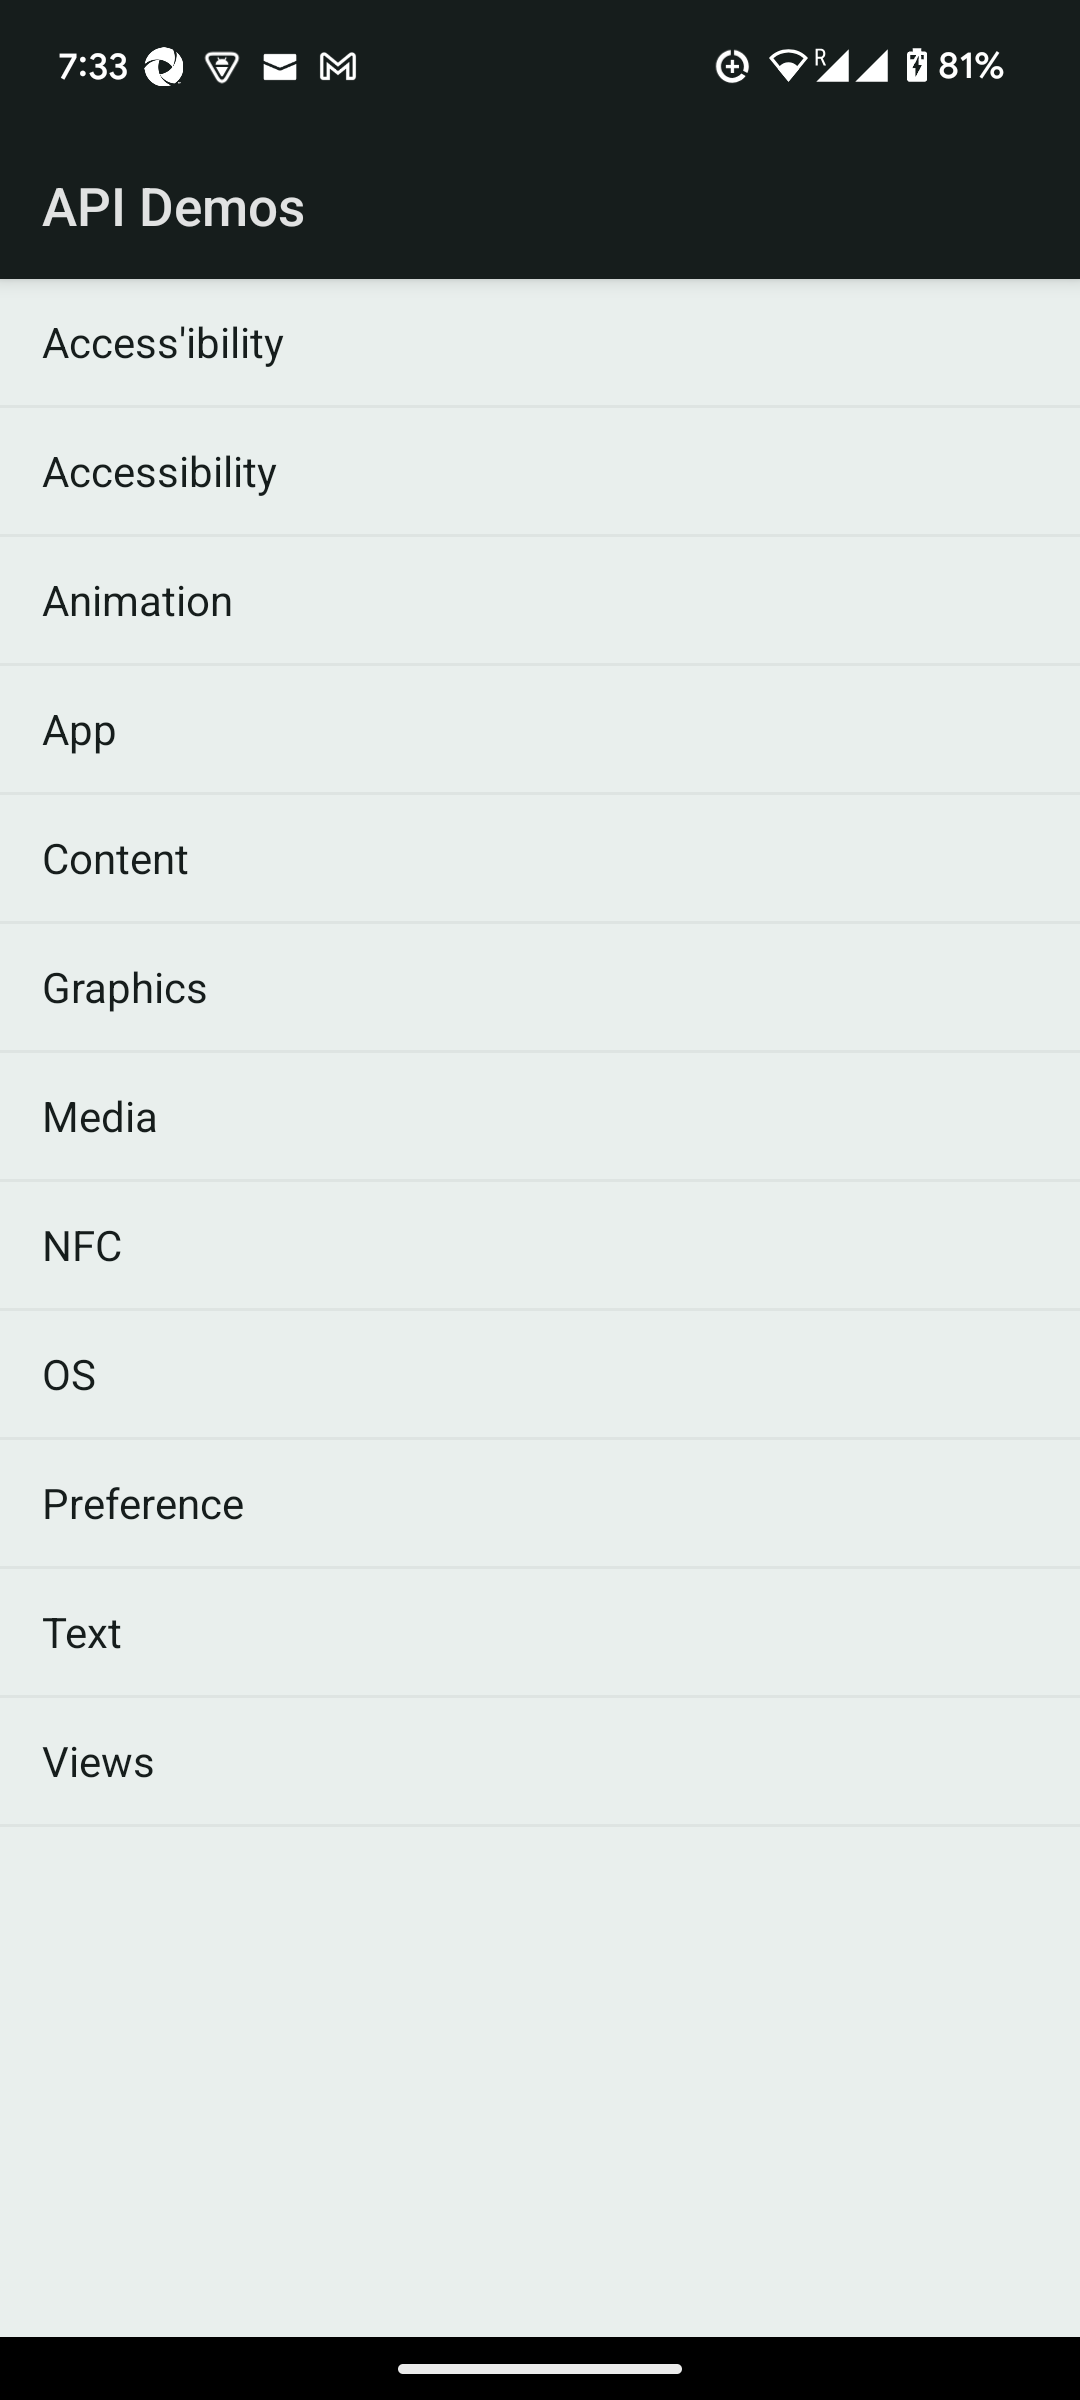 7:33 R 81%
API Demos
Access'ibility
Accessibility
Animation
App
Content
Graphics
Media
NFC
OS
Preference
Text
Views